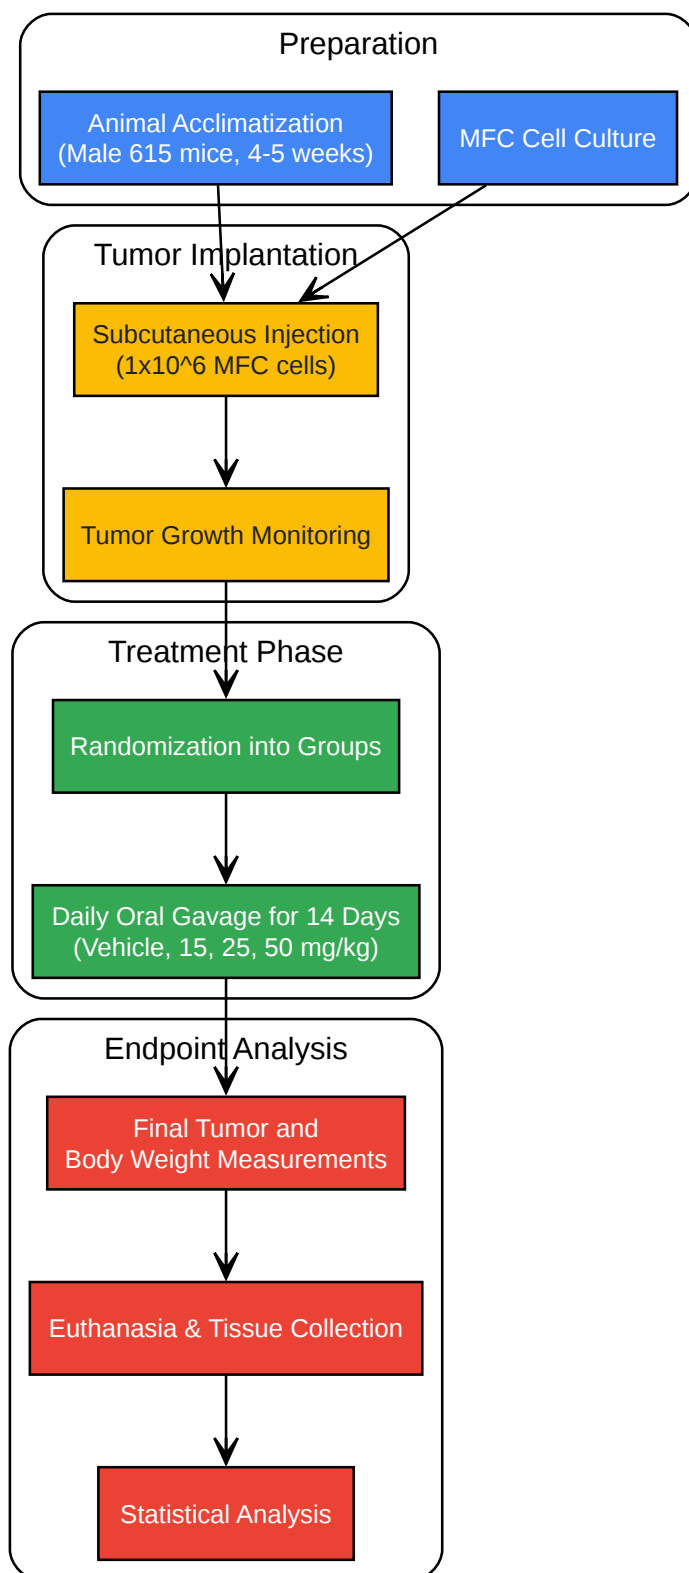 Preparation
Animal Acclimatization
(Male 615 mice, 4-5 weeks)
MFC Cell Culture
Tumor Implantation
Subcutaneous Injection
(1x10^6 MFC cells)
Tumor Growth Monitoring
Treatment Phase
Randomization into Groups
Daily Oral Gavage for 14 Days
(Vehicle, 15, 25, 50 mg/kg)
Endpoint Analysis
Final Tumor and
Body Weight Measurements
Euthanasia & Tissue Collection
Statistical Analysis